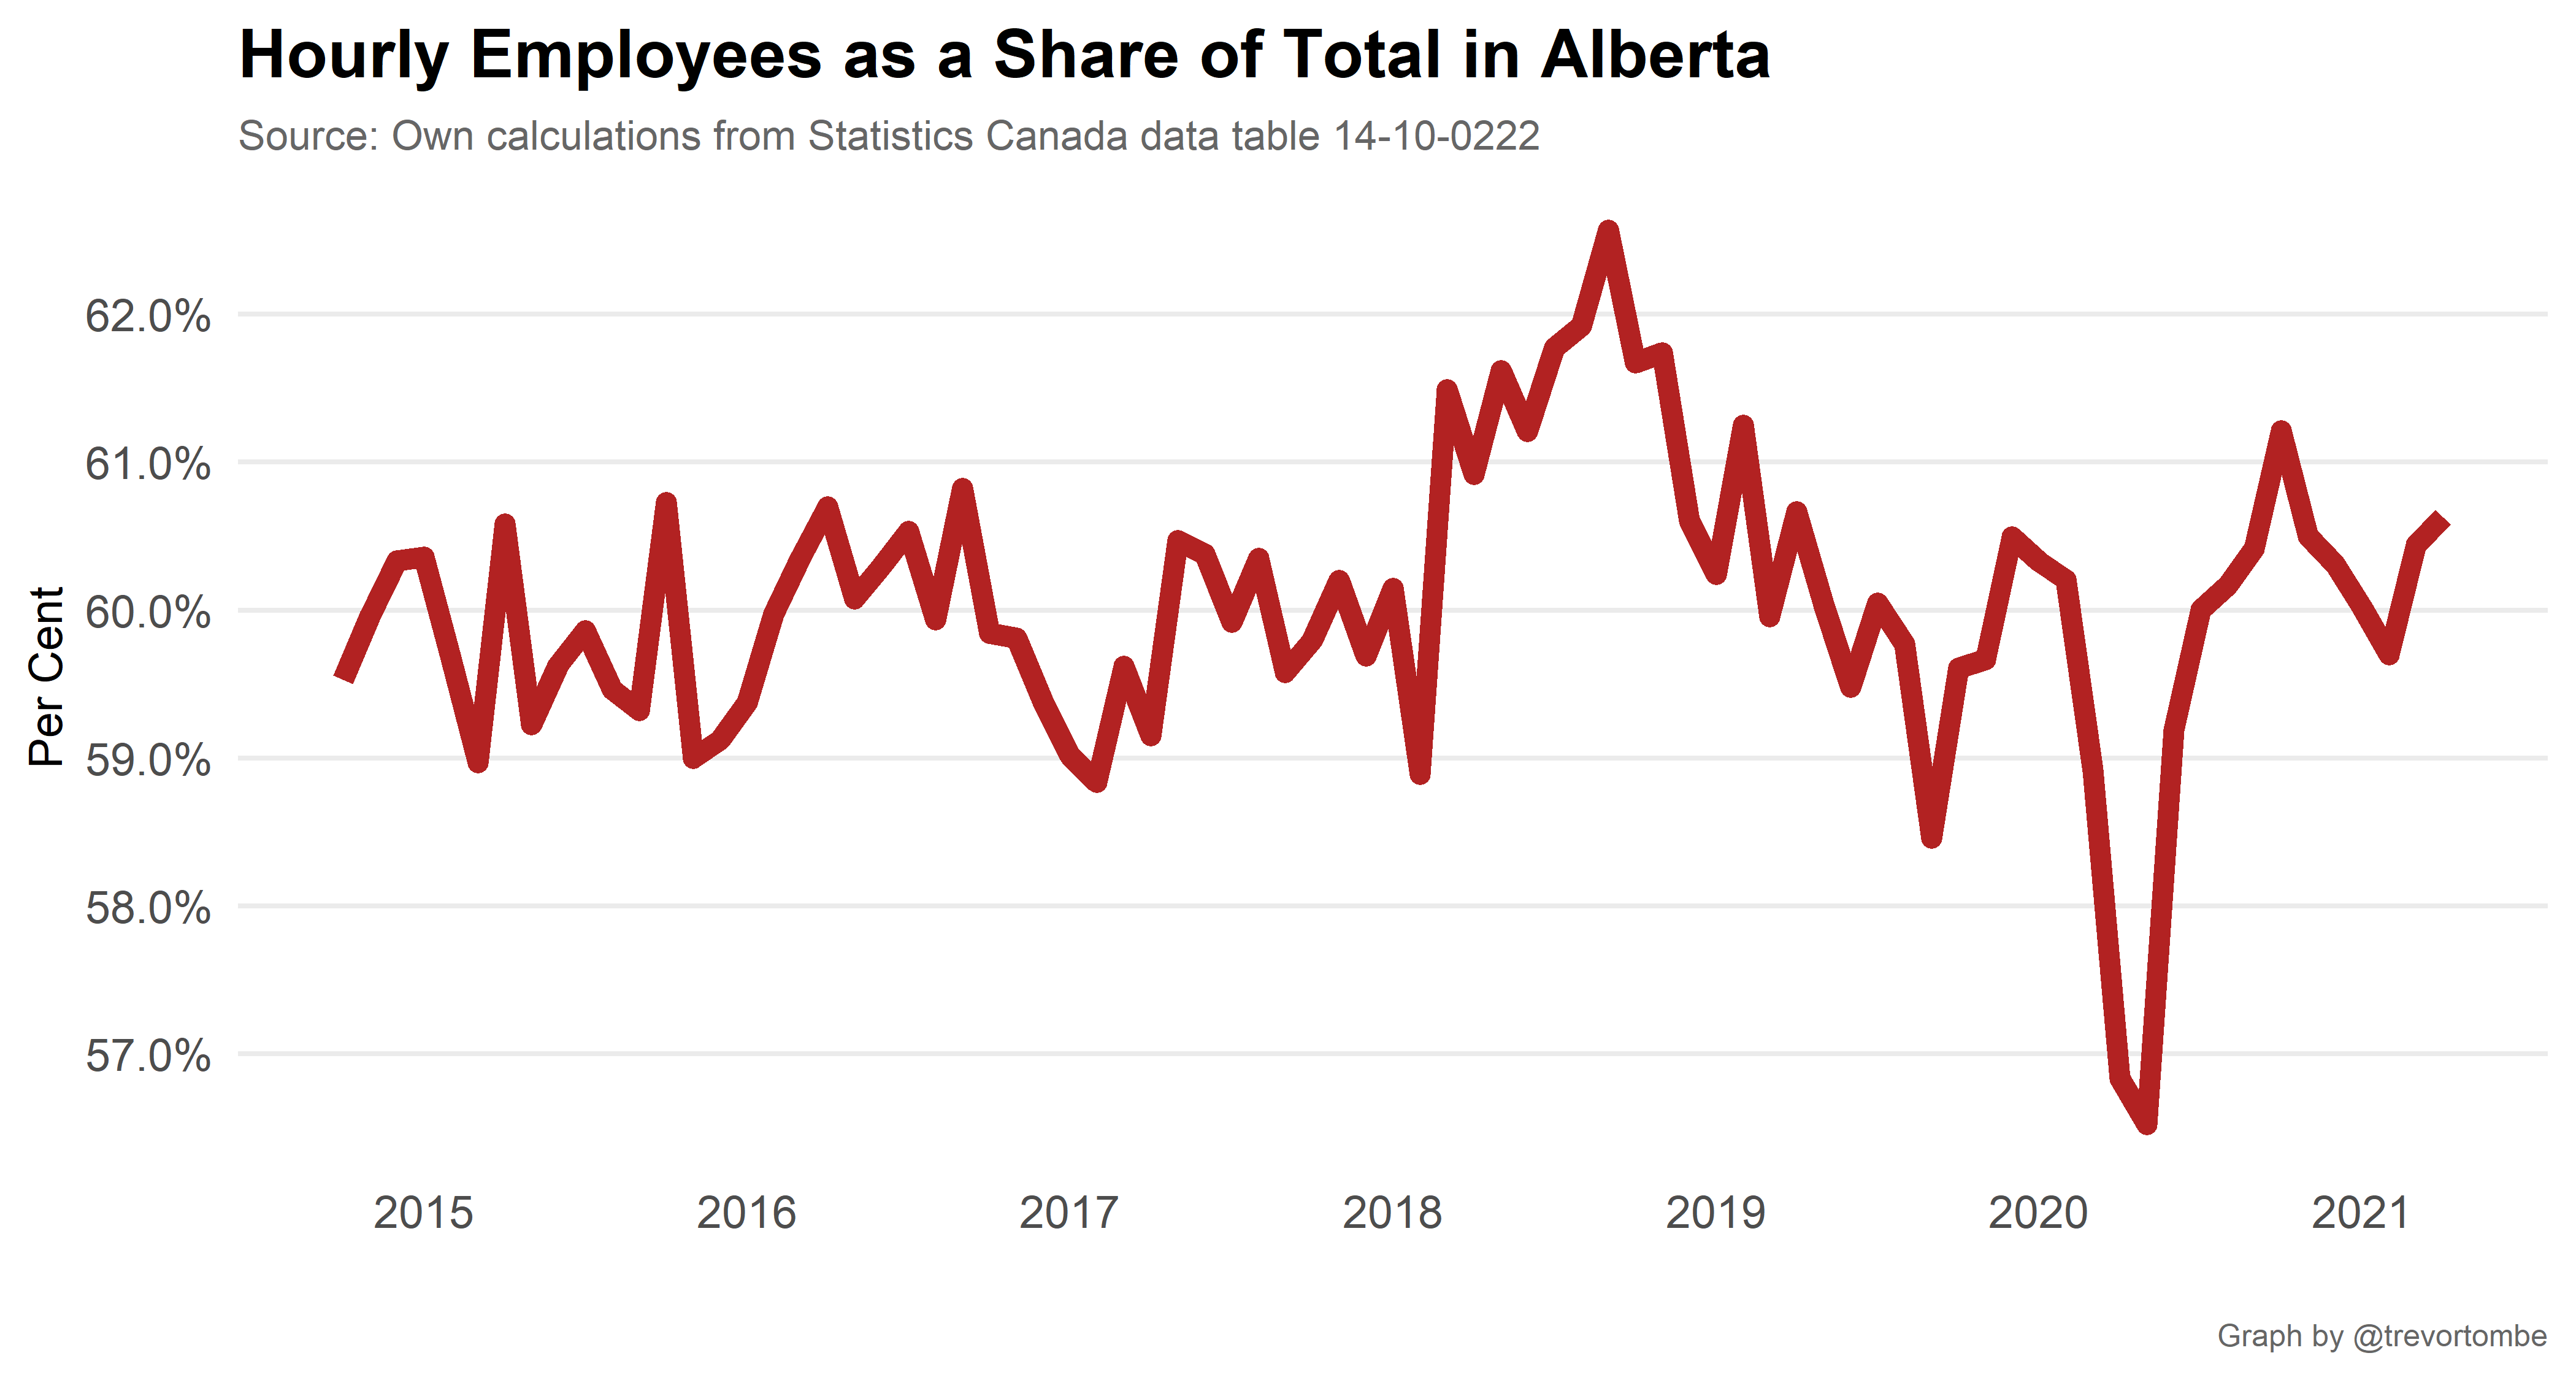 Hourly Employees as a Share of Total in Alberta
Source: Own calculations from Statistics Canada data table 14-10-0222
Per Cent
62.0%
61.0%
60.0%
59.0%
58.0%
57.0%
2015 2016 2017 2018 2019 2020 2021
Graph by @trevortombe